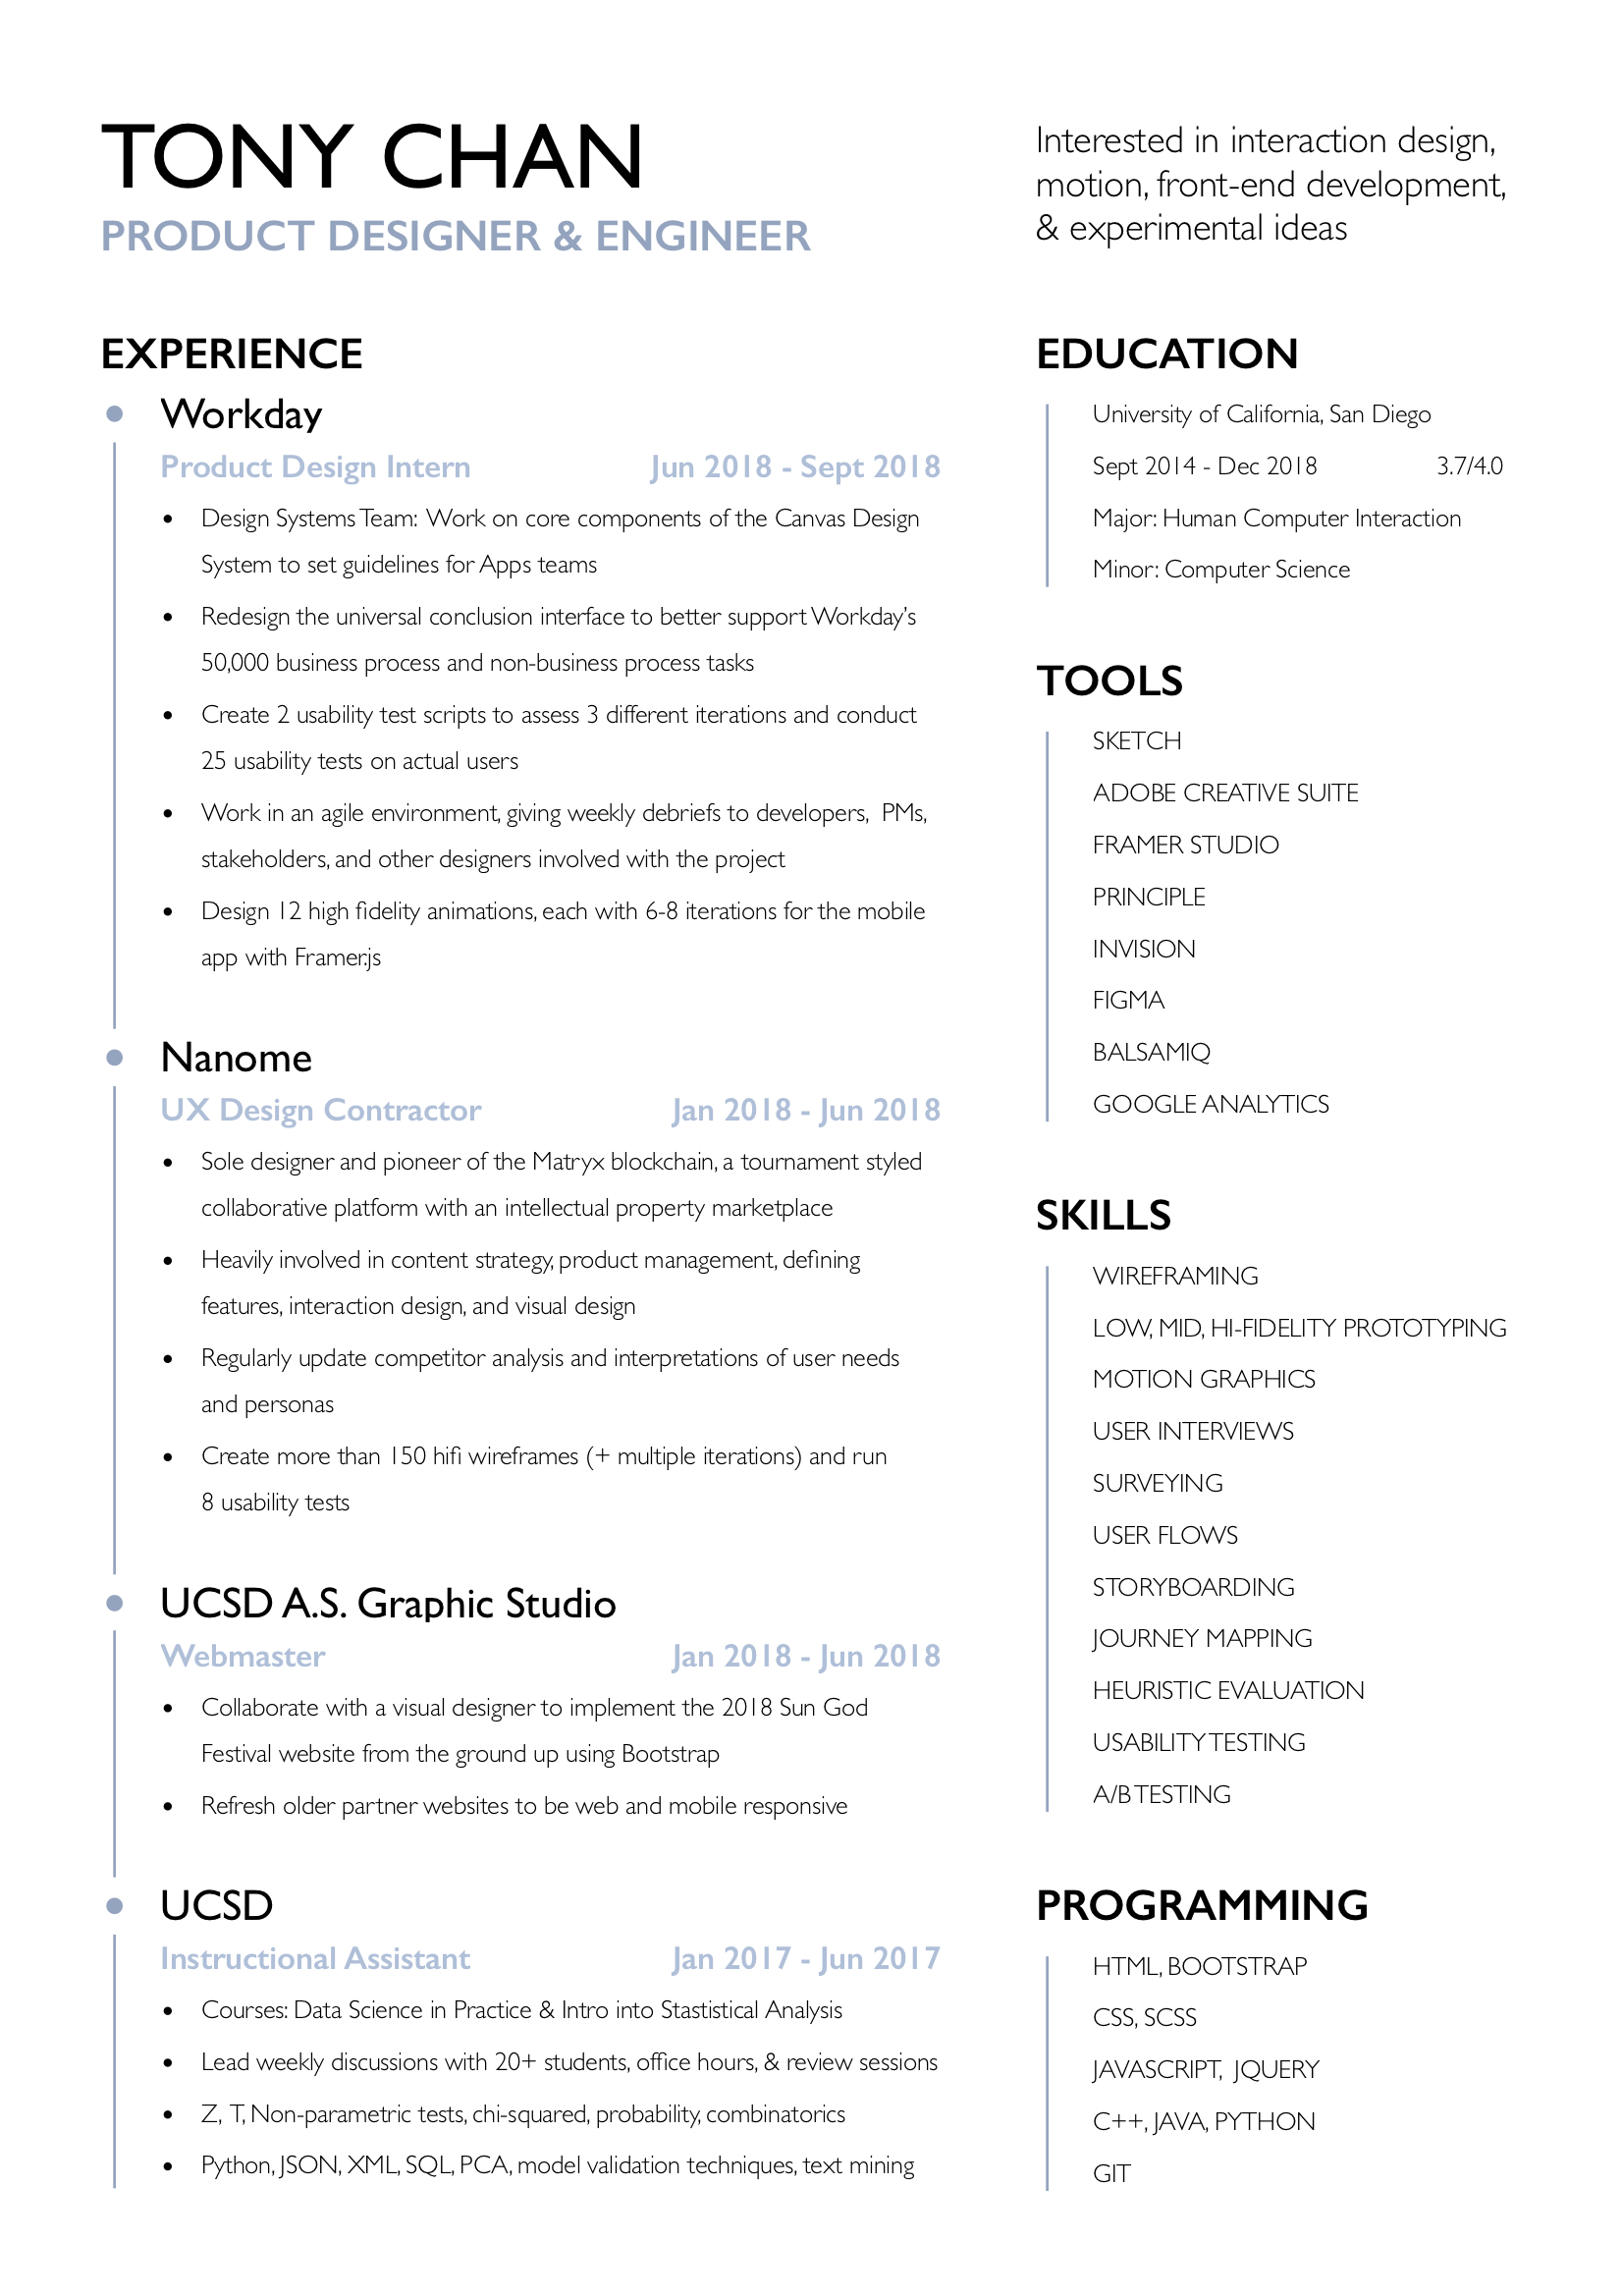 TONY CHAN
PRODUCT DESIGNER & ENGINEER
Interested in interaction design,
motion, front-end development,
& experimental ideas
EXPERIENCE
Workday
Product Design Intern Jun 2018 - Sept 2018
• Design Systems Team: Work on core components of the Canvas Design
System to set guidelines for Apps teams
• Redesign the universal conclusion interface to better support Workday’s
50,000 business process and non-business process tasks
• Create 2 usability test scripts to assess 3 different iterations and conduct
25 usability tests on actual users
• Work in an agile environment, giving weekly debriefs to developers, PMs,
stakeholders, and other designers involved with the project
• Design 12 high fidelity animations, each with 6-8 iterations for the mobile
app with Framer.js
Nanome
UX Design Contractor Jan 2018 - Jun 2018
• Sole designer and pioneer of the Matryx blockchain, a tournament styled
collaborative platform with an intellectual property marketplace
• Heavily involved in content strategy, product management, defining
features, interaction design, and visual design
• Regularly update competitor analysis and interpretations of user needs
and personas
• Create more than 150 hifi wireframes (+ multiple iterations) and run
8 usability tests
UCSD A.S. Graphic Studio
Webmaster Jan 2018 - Jun 2018
• Collaborate with a visual designer to implement the 2018 Sun God
Festival website from the ground up using Bootstrap
• Refresh older partner websites to be web and mobile responsive
UCSD
Instructional Assistant Jan 2017 - Jun 2017
• Courses: Data Science in Practice & Intro into Stastistical Analysis
• Lead weekly discussions with 20+ students, office hours, & review sessions
• Z, T, Non-parametric tests, chi-squared, probability, combinatorics
• Python, JSON, XML, SQL, PCA, model validation techniques, text mining
EDUCATION
University of California, San Diego
Sept 2014 - Dec 2018 3.7/4.0
Major: Human Computer Interaction
Minor: Computer Science
TOOLS
SKETCH
ADOBE CREATIVE SUITE
FRAMER STUDIO
PRINCIPLE
INVISION
FIGMA
BALSAMIQ
GOOGLE ANALYTICS
SKILLS
WIREFRAMING
LOW, MID, HI-FIDELITY PROTOTYPING
MOTION GRAPHICS
USER INTERVIEWS
SURVEYING
USER FLOWS
STORYBOARDING
JOURNEY MAPPING
HEURISTIC EVALUATION
USABILITY TESTING
A/B TESTING
PROGRAMMING
HTML, BOOTSTRAP
CSS, SCSS
JAVASCRIPT, JQUERY
C++, JAVA, PYTHON
GIT